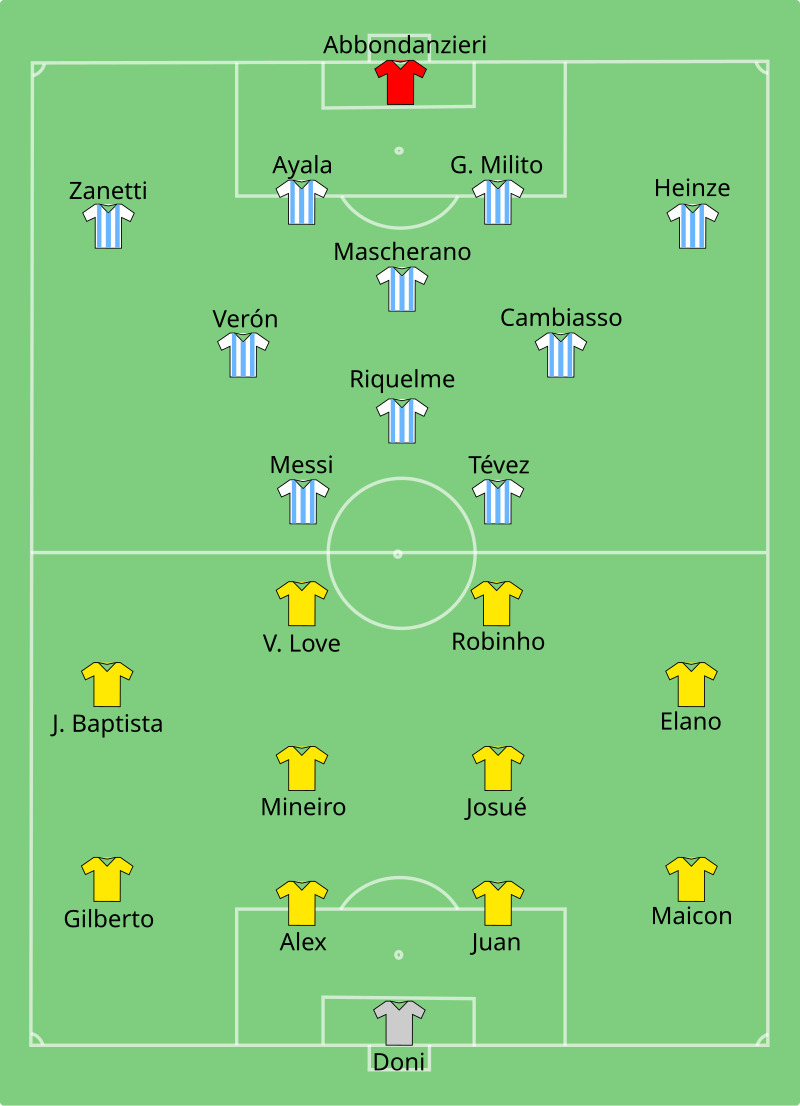 Abbondanzieri
Ayala
G. Milito
Zanetti
Heinze
Mascherano
Verón
Cambiasso
Riquelme
Messi
Tévez
V. Love
Robinho
J. Baptista
Elano
Mineiro
Josué
Gilberto
Maicon
Alex
Juan
Doni